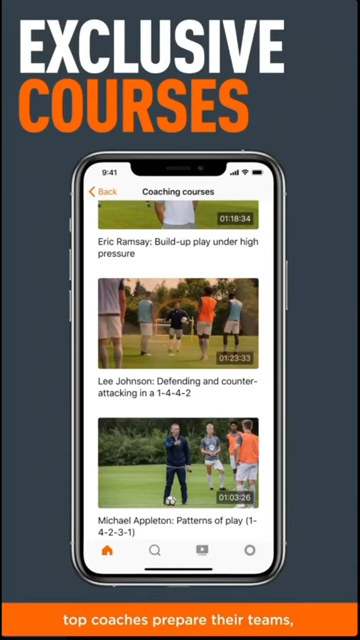 EXCLUSIVE
COURSES
9:41
Back
Coaching courses
01:18:34
Eric Ramsay: Build-up play under high
pressure
01:23:33
Lee Johnson: Defending and counter-
attacking in a 1-4-4-2
01:03:26
Michael Appleton: Patterns of play (1-
4-2-3-1)
top coaches prepare their teams,